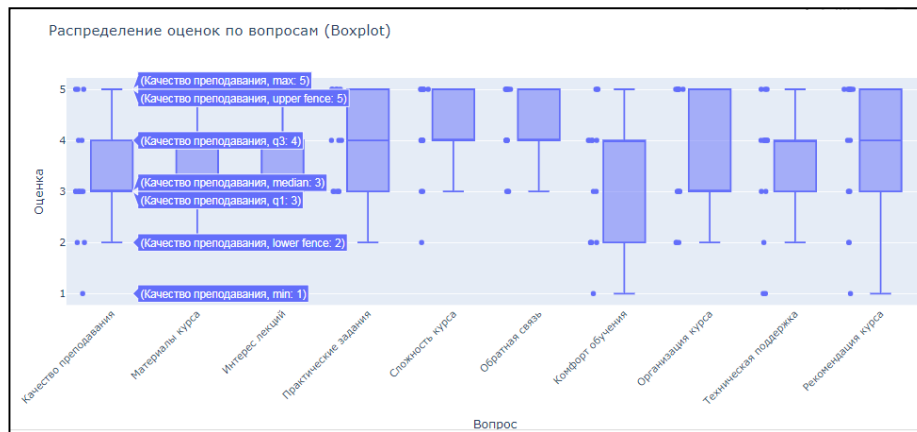 Распределение оценок по вопросам (Boxplot)
(Качество преподавания, max: 5)
(Качество преподавания, upper fence: 5)
(Качество преподавания, q3: 4)
(Качество преподавания, median: 3)
(Качество преподавания, q1: 3)
(Качество преподавания, lower fence: 2)
(Качество преподавания, min: 1)
5
4
3
2
1
Оценка
Качество преподавания
Материалы курса
Интерес лекций
Практические задания
Сложность курса
Обратная связь
Комфорт обучения
Организация курса
Техническая поддержка
Рекомендация курса
Вопрос